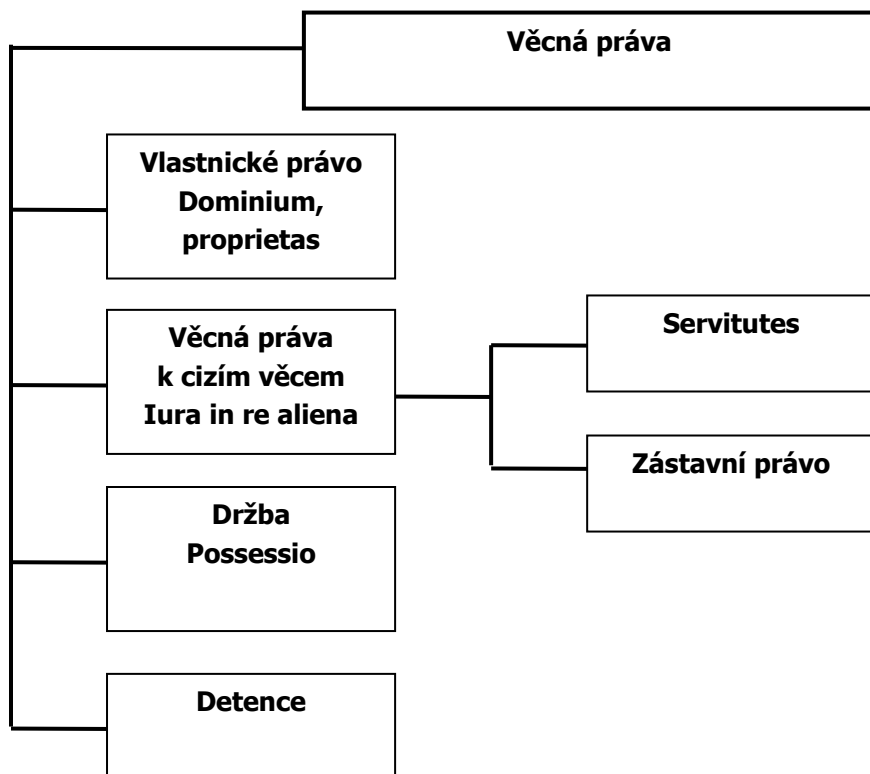 Věcná práva
Vlastnické právo
Dominium,
proprietas
Věcná práva
k cizím věcem
Iura in re aliena
Servitutes
Zástavní právo
Držba
Possessio
Detence